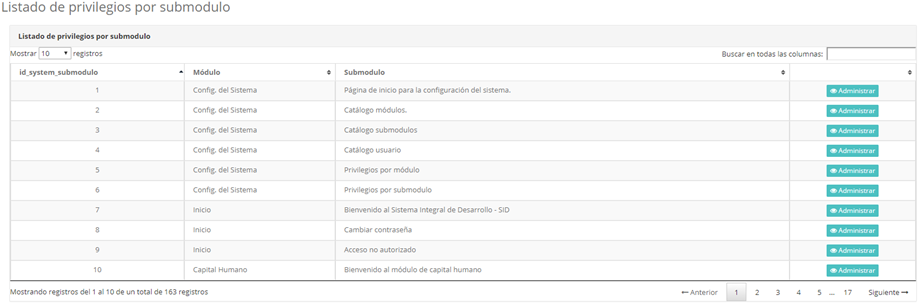 Listado de privilegios por submodulo
Listado de privilegios por submodulo
Mostrar 10 registros Buscar en todas las columnas:
id_system_submodulo Módulo Submodulo
1 Config. del Sistema Página de inicio para la configuración del sistema. Administrar
2 Config. del Sistema Catálogo módulos. Administrar
3 Config. del Sistema Catálogo submodulos Administrar
4 Config. del Sistema Catálogo usuario Administrar
5 Config. del Sistema Privilegios por módulo Administrar
6 Config. del Sistema Privilegios por submodulo Administrar
7 Inicio Bienvenido al Sistema Integral de Desarrollo - SID Administrar
8 Inicio Cambiar contraseña Administrar
9 Inicio Acceso no autorizado Administrar
10 Capital Humano Bienvenido al módulo de capital humano Administrar
Mostrando registros del 1 al 10 de un total de 163 registros ← Anterior 1 2 3 4 5 ... 17 Siguiente →